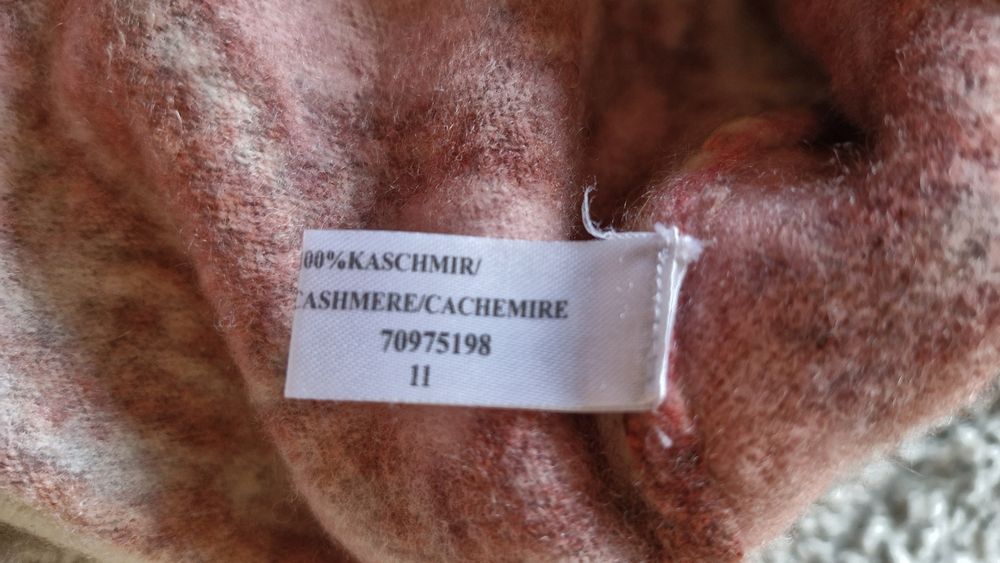 00%KASCHMIR/
CASHMERE/CACHEMIRE
70975198
11